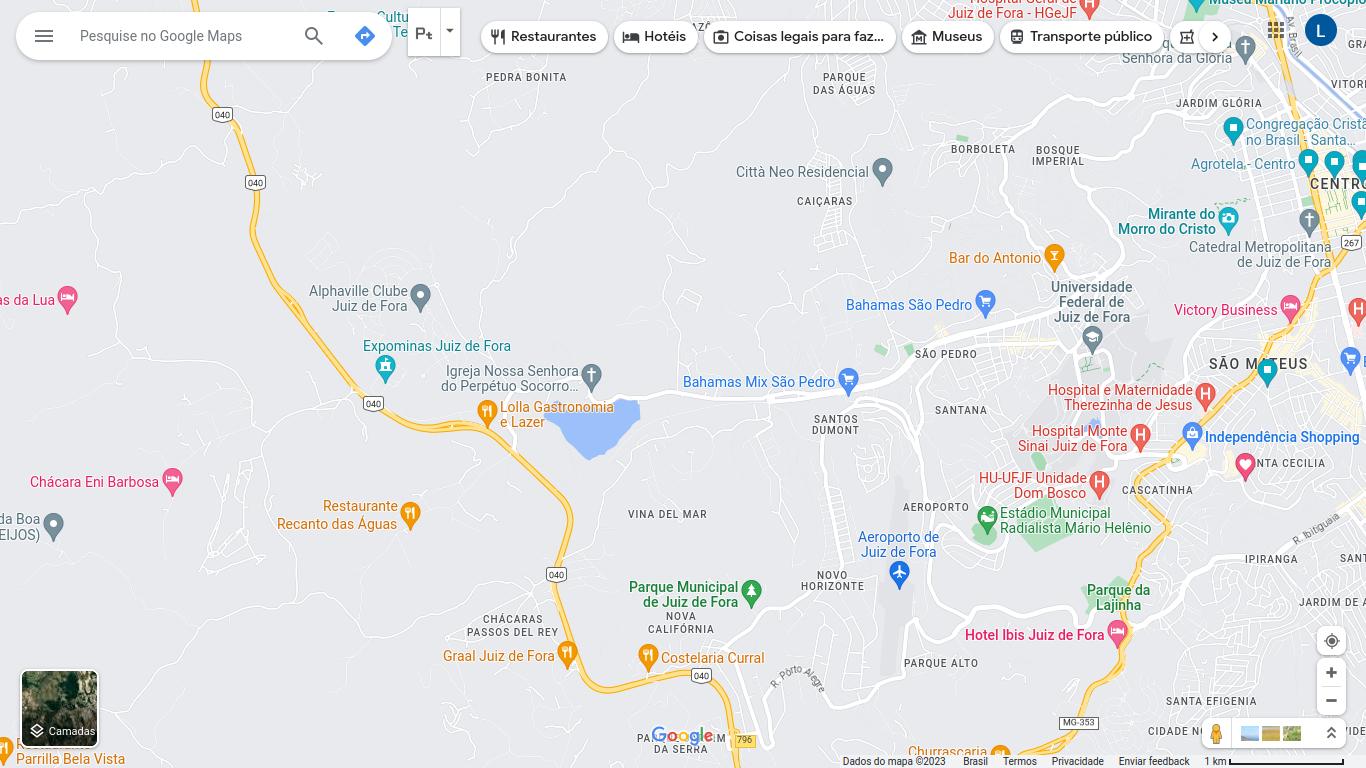 Pesquise no Google Maps
Restaurantes
Hotéis
Coisas legais para faz...
Museus
Transporte público
Juiz de Fora - HGeJF
Senhora da Glória
PEDRA BONITA
PARQUE
DAS ÁGUAS
JARDIM GLÓRIA
Av. Brasil
040
040
Congregação Cristã
no Brasil - Santa...
BORBOLETA
BOSQUE
IMPERIAL
Agrotela - Centro
CENTRO
Città Neo Residencial
CAIÇARAS
Mirante do
Morro do Cristo
Catedral Metropolitana
de Juiz de Fora
267
Bar do Antonio
Alphaville Clube
Juiz de Fora
as da Lua
Bahamas São Pedro
Universidade
Federal de
Juiz de Fora
Victory Business
Expominas Juiz de Fora
SÃO PEDRO
SÃO MATEUS
Igreja Nossa Senhora
do Perpétuo Socorro...
Bahamas Mix São Pedro
Hospital e Maternidade
Therezinha de Jesus
040
Lolla Gastronomia
e Lazer
SANTOS
DUMONT
SANTANA
Hospital Monte
Sinai Juiz de Fora
Independência Shopping
NTA CECILIA
Chácara Eni Barbosa
HU-UFJF Unidade
Dom Bosco
CASCATINHA
Restaurante
Recanto das Águas
VINA DEL MAR
AEROPORTO
Estádio Municipal
Radialista Mário Helênio
da Boa
EIJOS)
R. Ibitiguaia
Aeroporto de
Juiz de Fora
IPIRANGA
SANT
040
NOVO
HORIZONTE
Parque Municipal
de Juiz de Fora
NOVA
CALIFÓRNIA
Parque da
Lajinha
JARDIM DE A
CHÁCARAS
PASSOS DEL REY
Hotel Ibis Juiz de Fora
Graal Juiz de Fora
Costelaria Curral
040
R. Pôrto Alegre
PARQUE ALTO
SANTA EFIGENIA
MG-353
CIDADE NO
Camadas
Google
DA SERRA
796
Parrilla Bela Vista
Churrascaria
Dados do mapa ©2023
Brasil
Termos
Privacidade
Enviar feedback
1 km
L